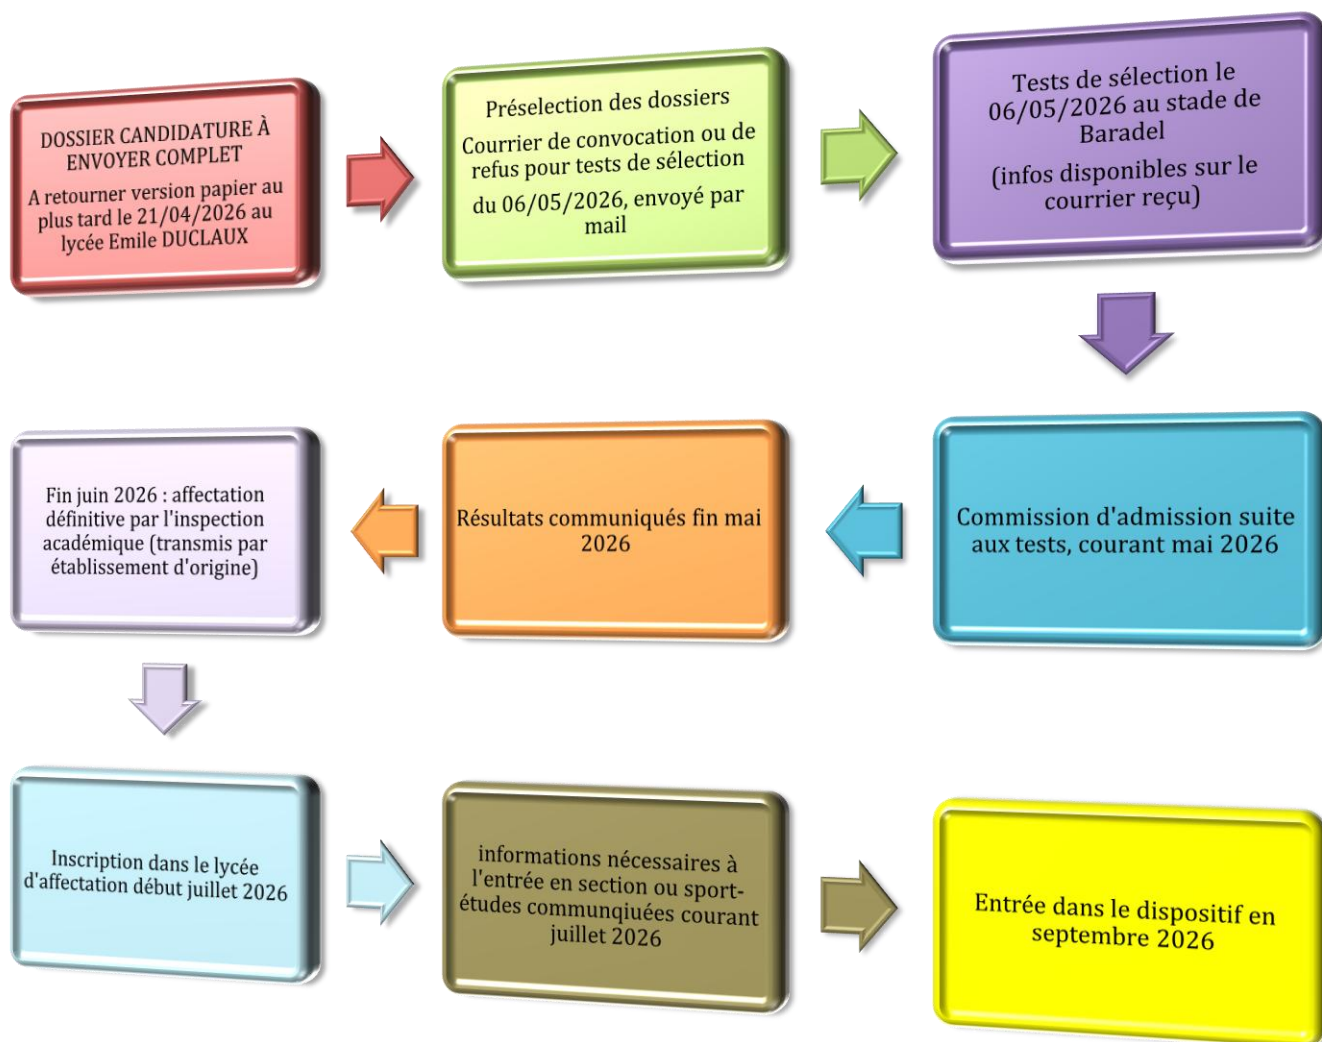 DOSSIER CANDIDATURE À
ENVOYER COMPLET
A retourner version papier au
plus tard le 21/04/2026 au
lycée Emile DUCLAUX
Préselection des dossiers
Courrier de convocation ou de
refus pour tests de sélection
du 06/05/2026, envoyé par
mail
Tests de sélection le
06/05/2026 au stade de
Baradel
(infos disponibles sur le
courrier reçu)
Commission d'admission suite
aux tests, courant mai 2026
Résultats communiqués fin mai
2026
Fin juin 2026 : affectation
définitive par l'inspection
académique (transmis par
établissement d'origine)
Inscription dans le lycée
d'affectation début juillet 2026
informations nécessaires à
l'entrée en section ou sport-
études communqiuées courant
juillet 2026
Entrée dans le dispositif en
septembre 2026